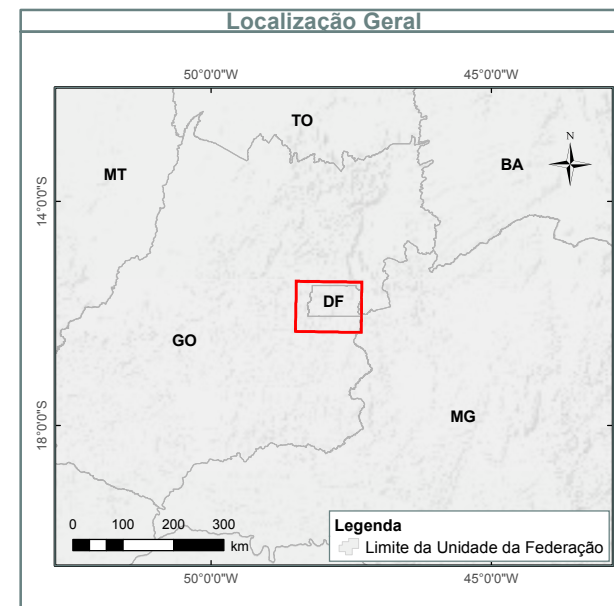 Localização Geral
50°0'0"W 45°0'0"W
TO
N
MT
BA
14°0'0"S
DF
GO
MG
18°0'0"S
0 100 200 300
km
Legenda
Limite da Unidade da Federação
50°0'0"W 45°0'0"W